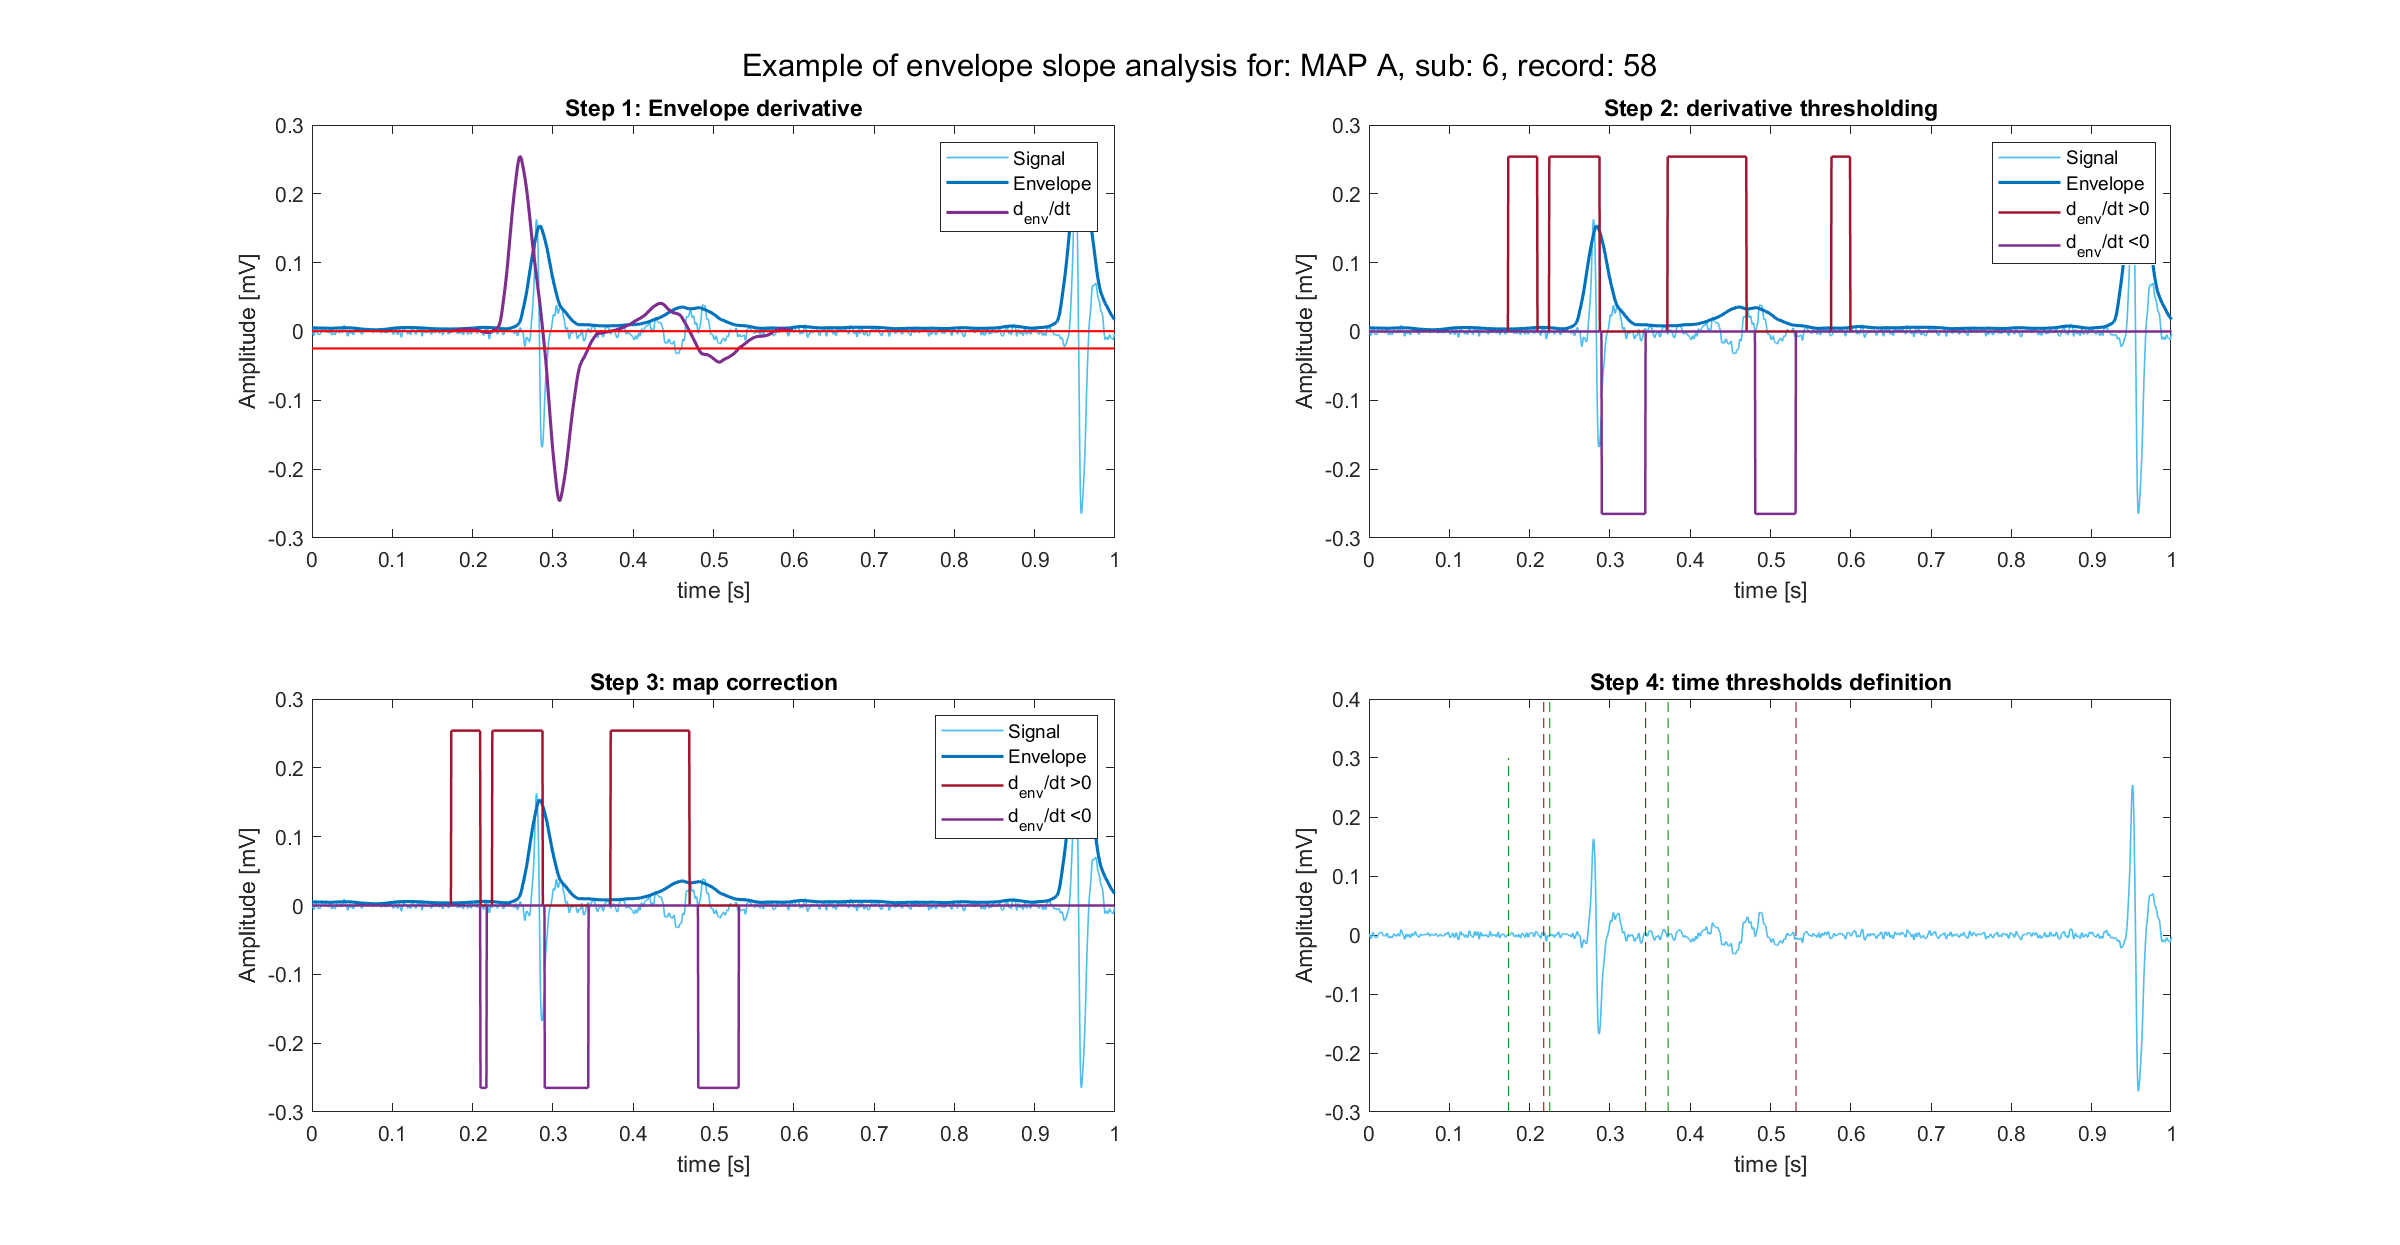 Example of envelope slope analysis for: MAP A, sub: 6, record: 58
Step 1: Envelope derivative
0.3
0.2
0.1
0
-0.1
-0.2
-0.3
Amplitude [mV]
0 0.1 0.2 0.3 0.4 0.5 0.6 0.7 0.8 0.9 1
time [s]
Signal
Envelope
d_env/dt
Step 2: derivative thresholding
0.3
0.2
0.1
0
-0.1
-0.2
-0.3
Amplitude [mV]
0 0.1 0.2 0.3 0.4 0.5 0.6 0.7 0.8 0.9 1
time [s]
Signal
Envelope
d_env/dt >0
d_env/dt <0
Step 3: map correction
0.3
0.2
0.1
0
-0.1
-0.2
-0.3
Amplitude [mV]
0 0.1 0.2 0.3 0.4 0.5 0.6 0.7 0.8 0.9 1
time [s]
Signal
Envelope
d_env/dt >0
d_env/dt <0
Step 4: time thresholds definition
0.4
0.3
0.2
0.1
0
-0.1
-0.2
-0.3
Amplitude [mV]
0 0.1 0.2 0.3 0.4 0.5 0.6 0.7 0.8 0.9 1
time [s]